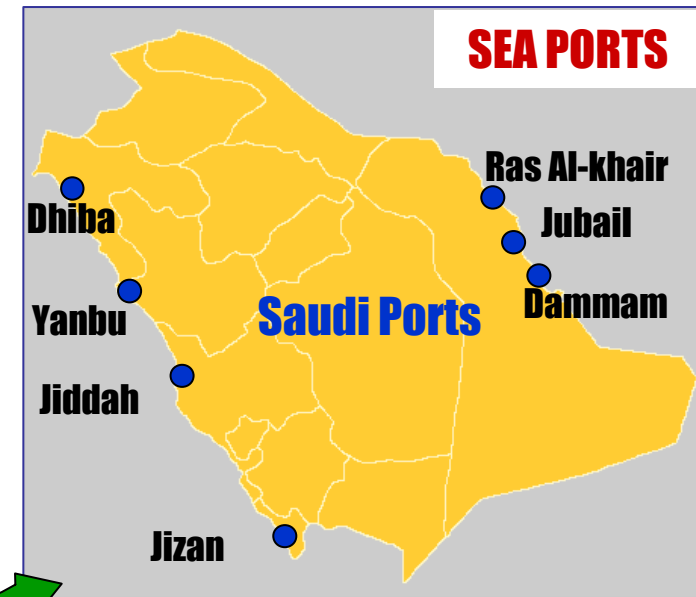 SEA PORTS
Ras Al-khair
Dhiba
Jubail
Yanbu
Saudi Ports
Dammam
Jiddah
Jizan